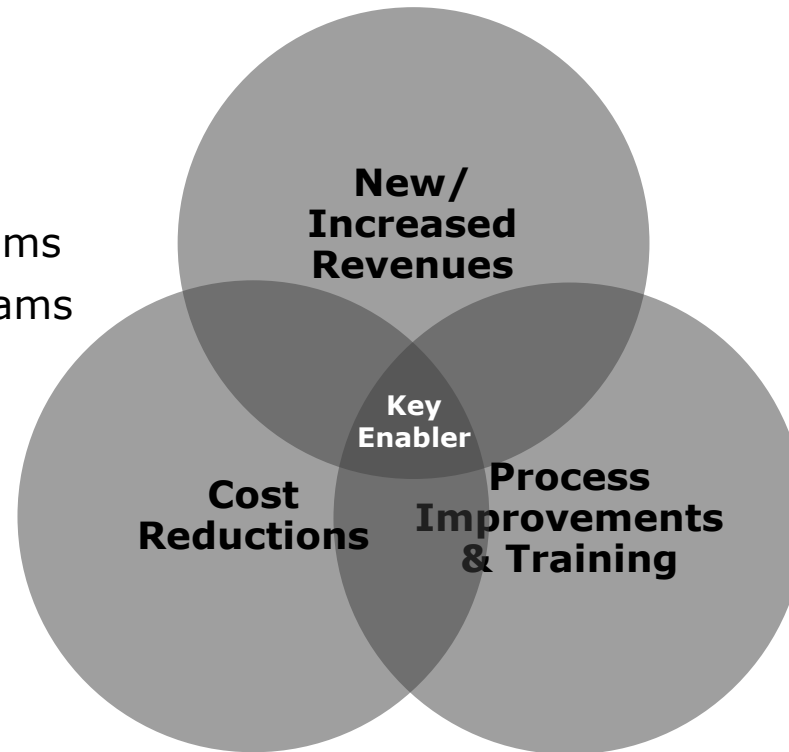 New/
Increased
Revenues
ms
ams
Key
Enabler
Cost
Reductions
Process
Improvements
& Training